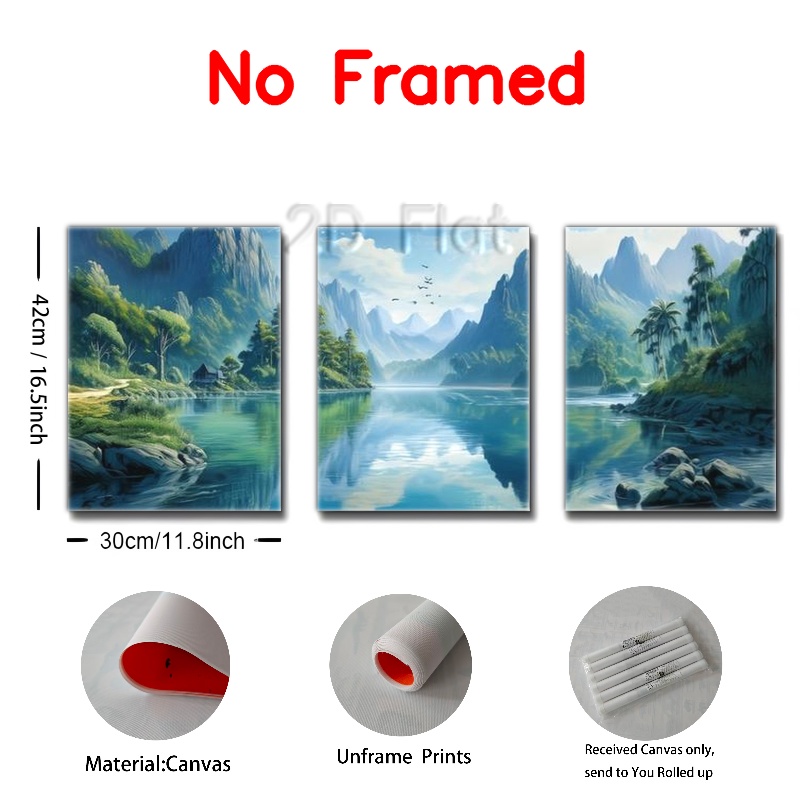 No Framed
2D Flat
42cm / 16.5inch
30cm/11.8inch
Material:Canvas
Unframe Prints
Received Canvas only,
send to You Rolled up